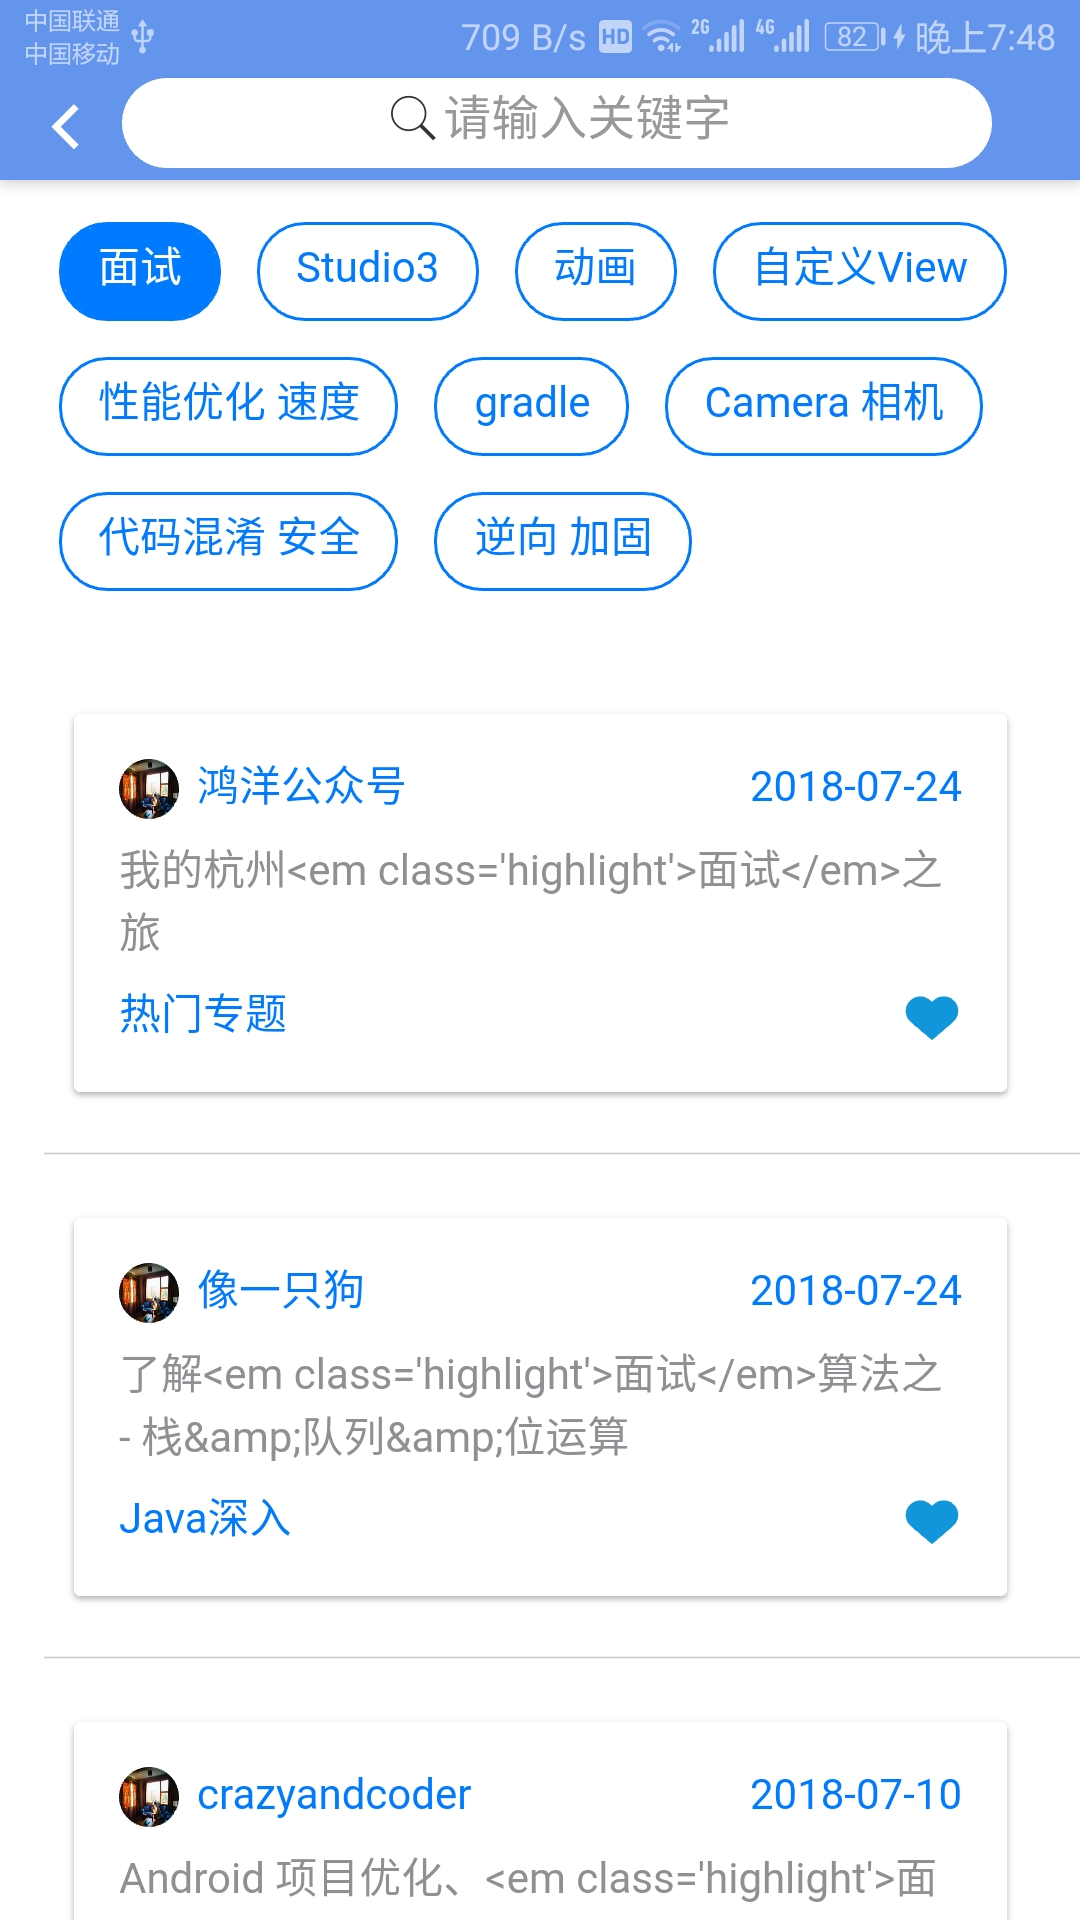 中国联通
中国移动
709 B/s HD 2G 4G 82 晚上7:48
请输入关键字
面试 Studio3 动画 自定义View
性能优化 速度 gradle Camera 相机
代码混淆 安全 逆向 加固
鸿洋公众号 2018-07-24
我的杭州<em class='highlight'>面试</em>之
旅
热门专题
像一只狗 2018-07-24
了解<em class='highlight'>面试</em>算法之
- 栈&amp;队列&amp;位运算
Java深入
crazyandcoder 2018-07-10
Android 项目优化、<em class='highlight'>面